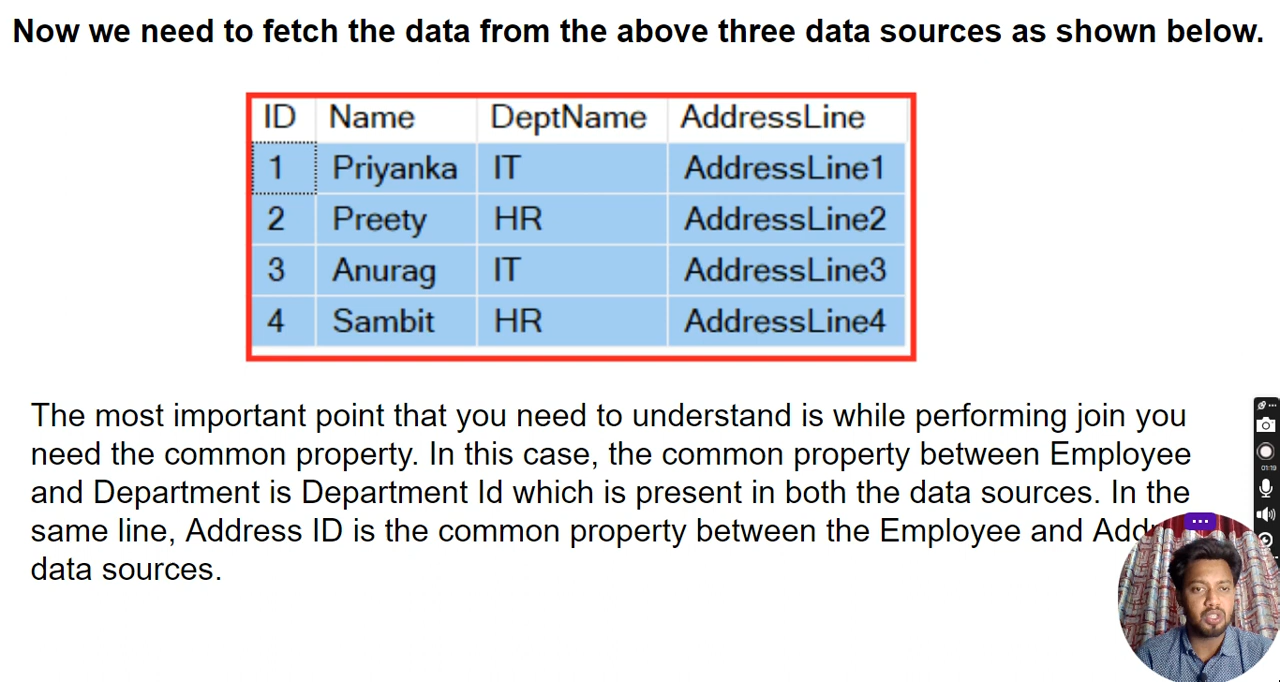 Now we need to fetch the data from the above three data sources as shown below.
ID Name DeptName AddressLine
1 Priyanka IT AddressLine1
2 Preety HR AddressLine2
3 Anurag IT AddressLine3
4 Sambit HR AddressLine4
The most important point that you need to understand is while performing join you
need the common property. In this case, the common property between Employee
and Department is Department Id which is present in both the data sources. In the
same line, Address ID is the common property between the Employee and
data sources.
01:19